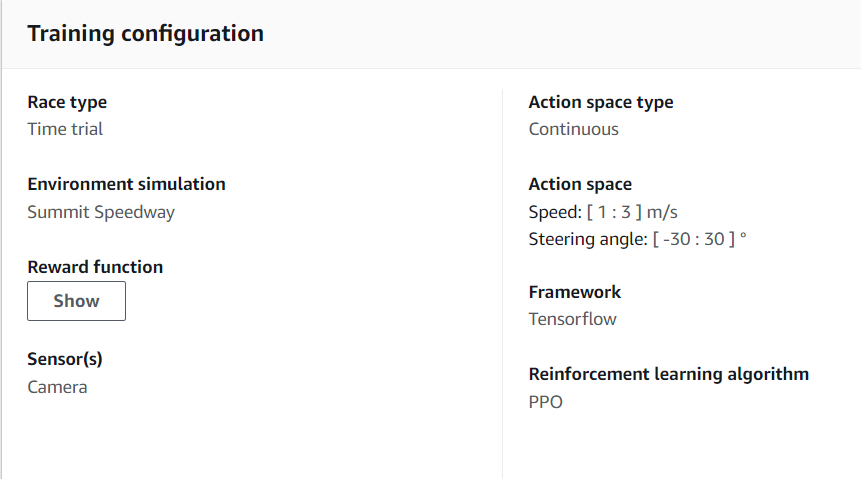 Training configuration
Race type
Time trial
Environment simulation
Summit Speedway
Reward function
Show
Sensor(s)
Camera
Action space type
Continuous
Action space
Speed: [ 1 : 3 ] m/s
Steering angle: [ -30 : 30 ] °
Framework
Tensorflow
Reinforcement learning algorithm
PPO